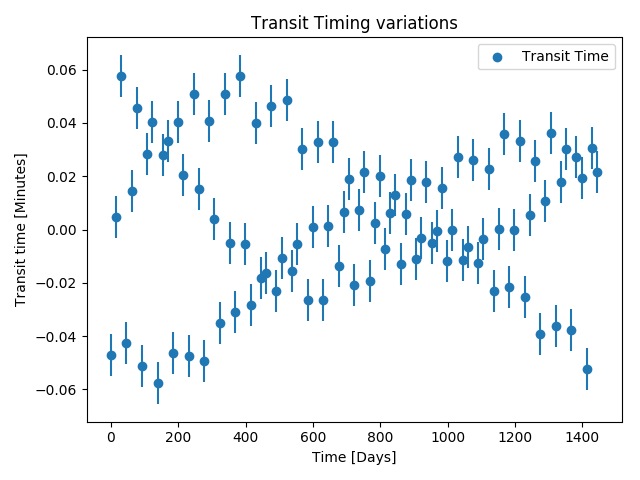 Transit Timing variations
Transit Time
Transit time [Minutes]
0.06
0.04
0.02
0.00
−0.02
−0.04
−0.06
0 200 400 600 800 1000 1200 1400
Time [Days]